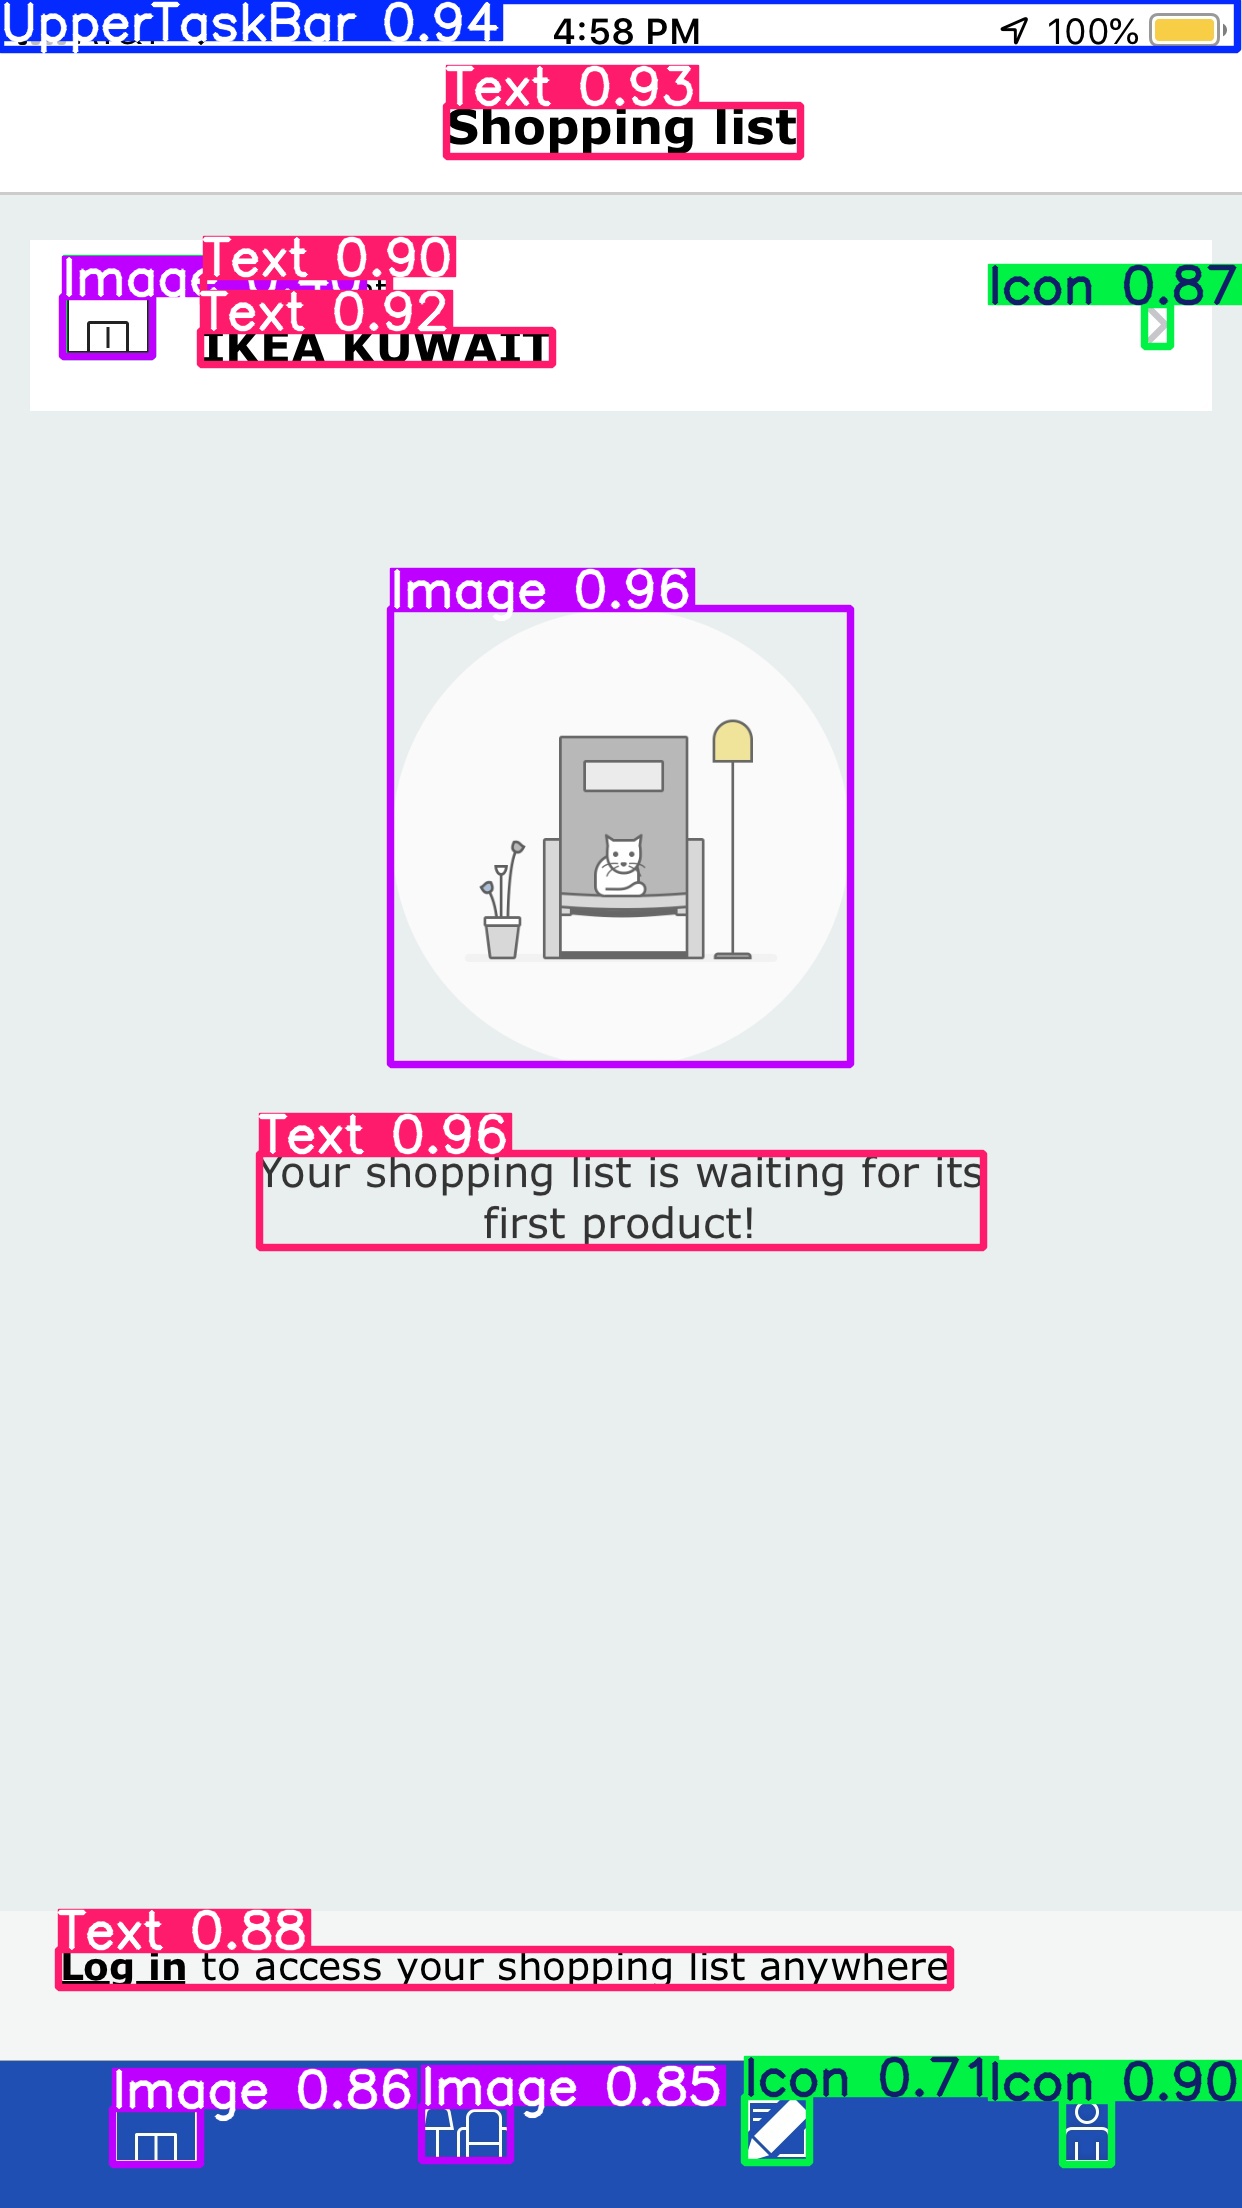 UpperTaskBar 0.94
4:58 PM
100%
Text 0.93
Shopping list
Text 0.90
Image
Icon 0.87
Text 0.92
IKEA KUWAIT
Image 0.96
Text 0.96
Your shopping list is waiting for its
first product!
Text 0.88
Log in to access your shopping list anywhere
Image 0.86
Image 0.85
Icon 0.71
Icon 0.90